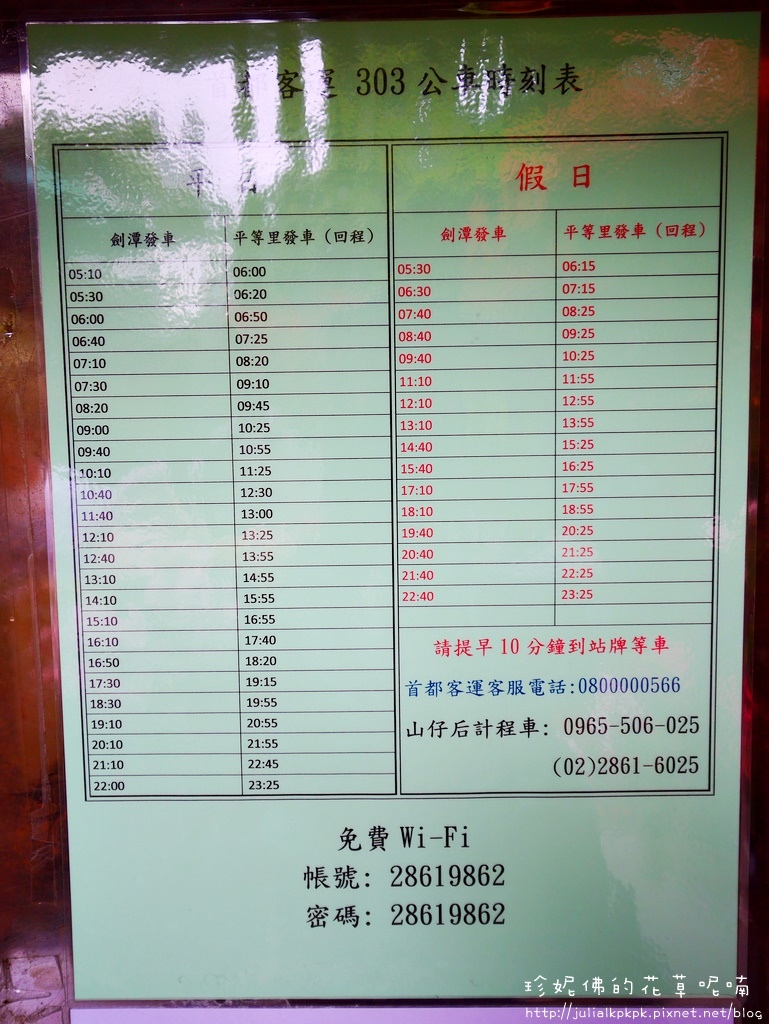 客運 303 公車時刻表
平日
假日
劍潭發車 平等里發車（回程）
劍潭發車 平等里發車（回程）
05:10 06:00 05:30 06:15
05:30 06:20 06:30 07:15
06:00 06:50 07:40 08:25
06:40 07:25 08:40 09:25
07:10 08:20 09:40 10:25
07:30 09:10 11:10 11:55
08:20 09:45 12:10 12:55
09:00 10:25 13:10 13:55
09:40 10:55 14:40 15:25
10:10 11:25 15:40 16:25
10:40 12:30 17:10 17:55
11:40 13:00 18:10 18:55
12:10 13:25 19:40 20:25
12:40 13:55 20:40 21:25
13:10 14:55 21:40 22:25
14:10 15:55 22:40 23:25
15:10 16:55
16:10 17:40
16:50 18:20
17:30 19:15
18:30 19:55
19:10 20:55
20:10 21:55
21:10 22:45
22:00 23:25
請提早 10 分鐘到站牌等車
首都客運客服電話:0800000566
山仔后計程車: 0965-506-025
(02)2861-6025
免費 Wi-Fi
帳號: 28619862
密碼: 28619862
珍妮佛的花草呢喃
http://julialkpkpk.pixnet.net/blog